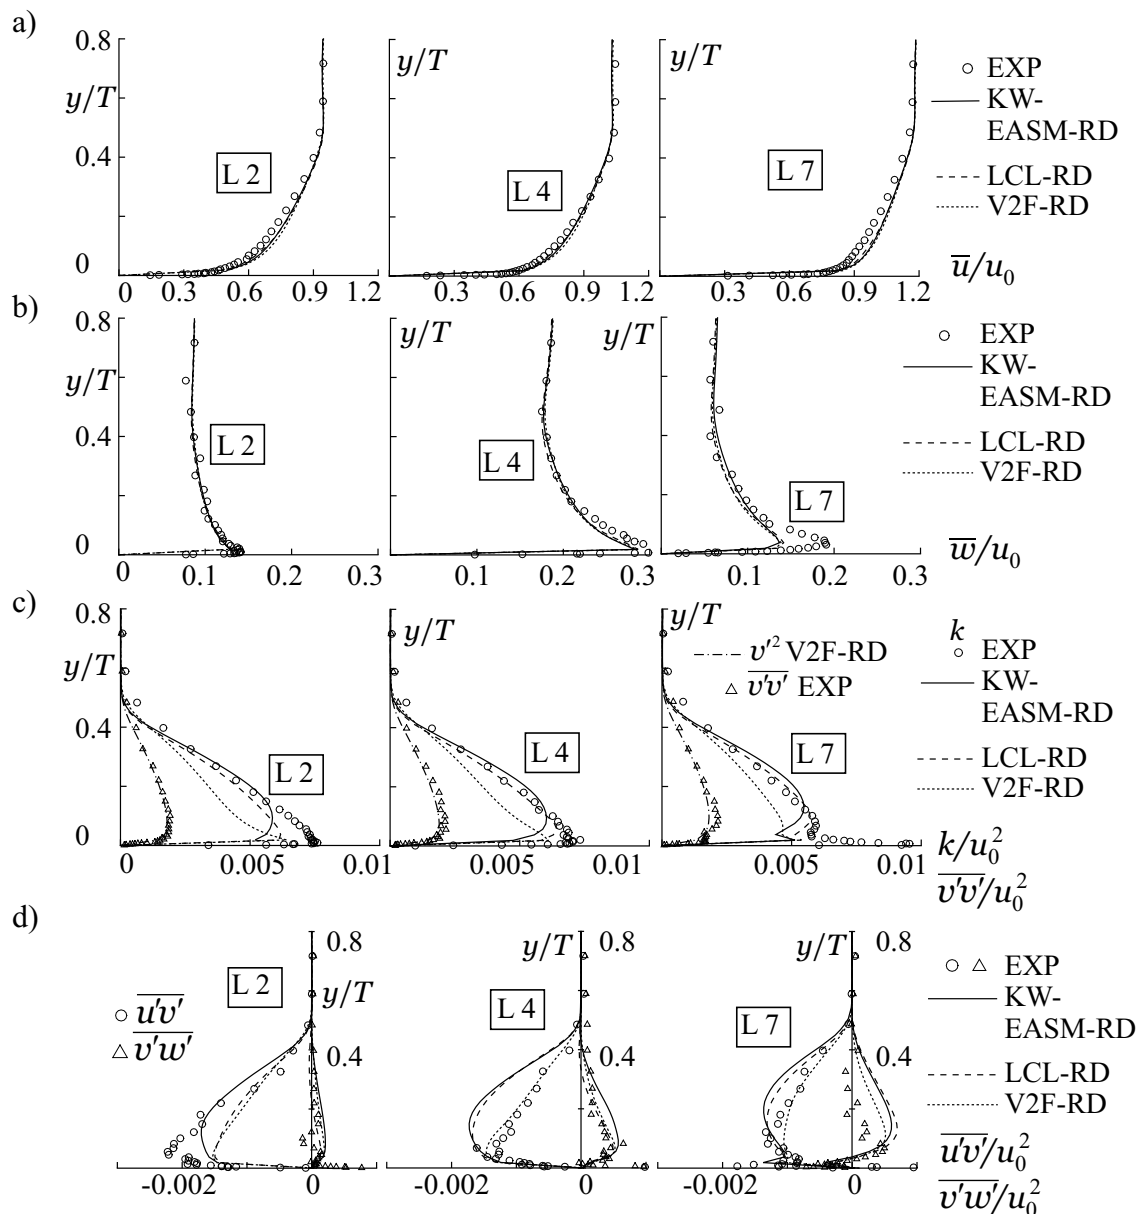 a)
0.8
y/T
0.4
0
L 2
0 0.3 0.6 0.9 1.2
y/T
L 4
0.6 0.9 1.2
y/T
L 7
0.6 0.9 1.2
EXP
KW-
EASM-RD
LCL-RD
V2F-RD
u̅/u₀
b)
0.8
y/T
0.4
0
L 2
0 0.1 0.2 0.3
y/T
L 4
0.1 0.2 0.3
y/T
L 7
0.1 0.2 0.3
EXP
KW-
EASM-RD
LCL-RD
V2F-RD
w̅/u₀
c)
0.8
y/T
0.4
0
L 2
0 0.005 0.01
y/T
L 4
0.005 0.01
y/T
v'² V2F-RD
v'v' EXP
L 7
0.005 0.01
k
EXP
KW-
EASM-RD
LCL-RD
V2F-RD
k/u₀²
v'v'/u₀²
d)
L 2
0.8
y/T
0.4
u'v'
v'w'
-0.002 0
y/T
0.8
L 4
0.4
-0.002 0
y/T
0.8
L 7
0.4
-0.002 0
EXP
KW-
EASM-RD
LCL-RD
V2F-RD
u'v'/u₀²
v'w'/u₀²